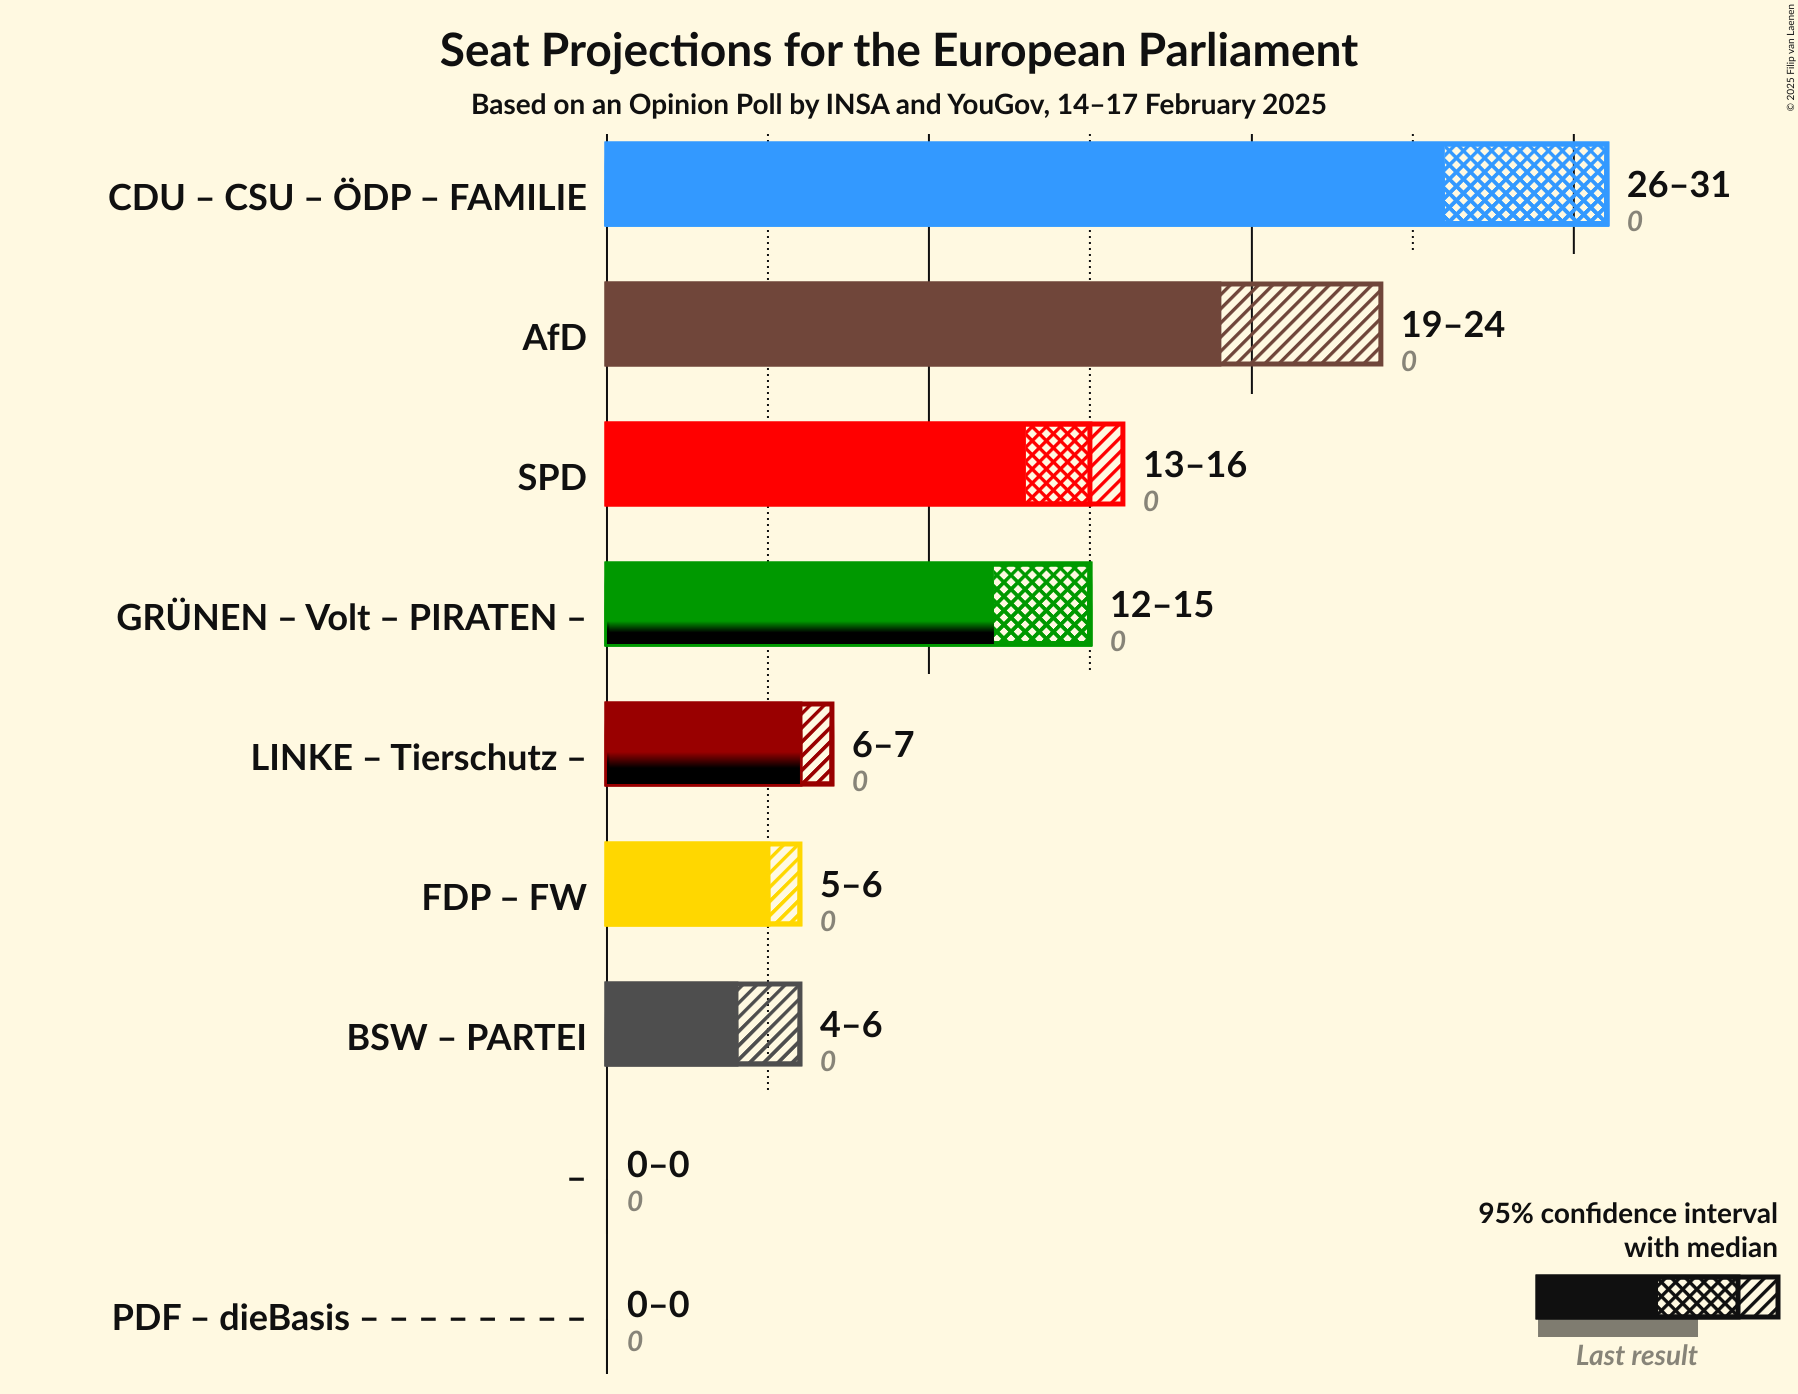 Seat Projections for the European Parliament
Based on an Opinion Poll by INSA and YouGov, 14–17 February 2025
© 2025 Filip van Laenen
CDU – CSU – ÖDP – FAMILIE
26–31
0
AfD
19–24
0
SPD
13–16
0
GRÜNEN – Volt – PIRATEN –
12–15
0
LINKE – Tierschutz –
6–7
0
FDP – FW
5–6
0
BSW – PARTEI
4–6
0
–
0–0
0
PDF – dieBasis – – – – – – – –
0–0
0
95% confidence interval
with median
Last result